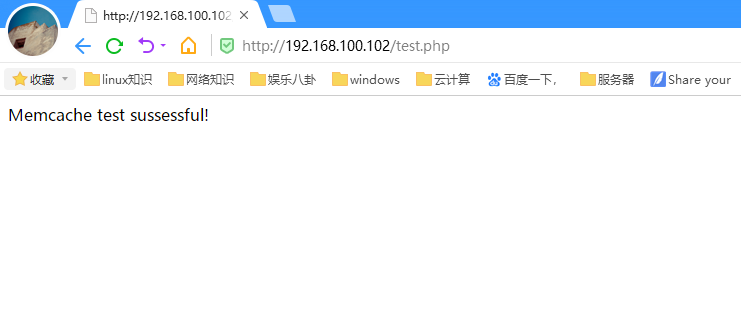 http://192.168.100.102
http://192.168.100.102/test.php
收藏 linux知识 网络知识 娱乐八卦 windows 云计算 百度一下, 服务器 Share your
Memcache test sussessful!